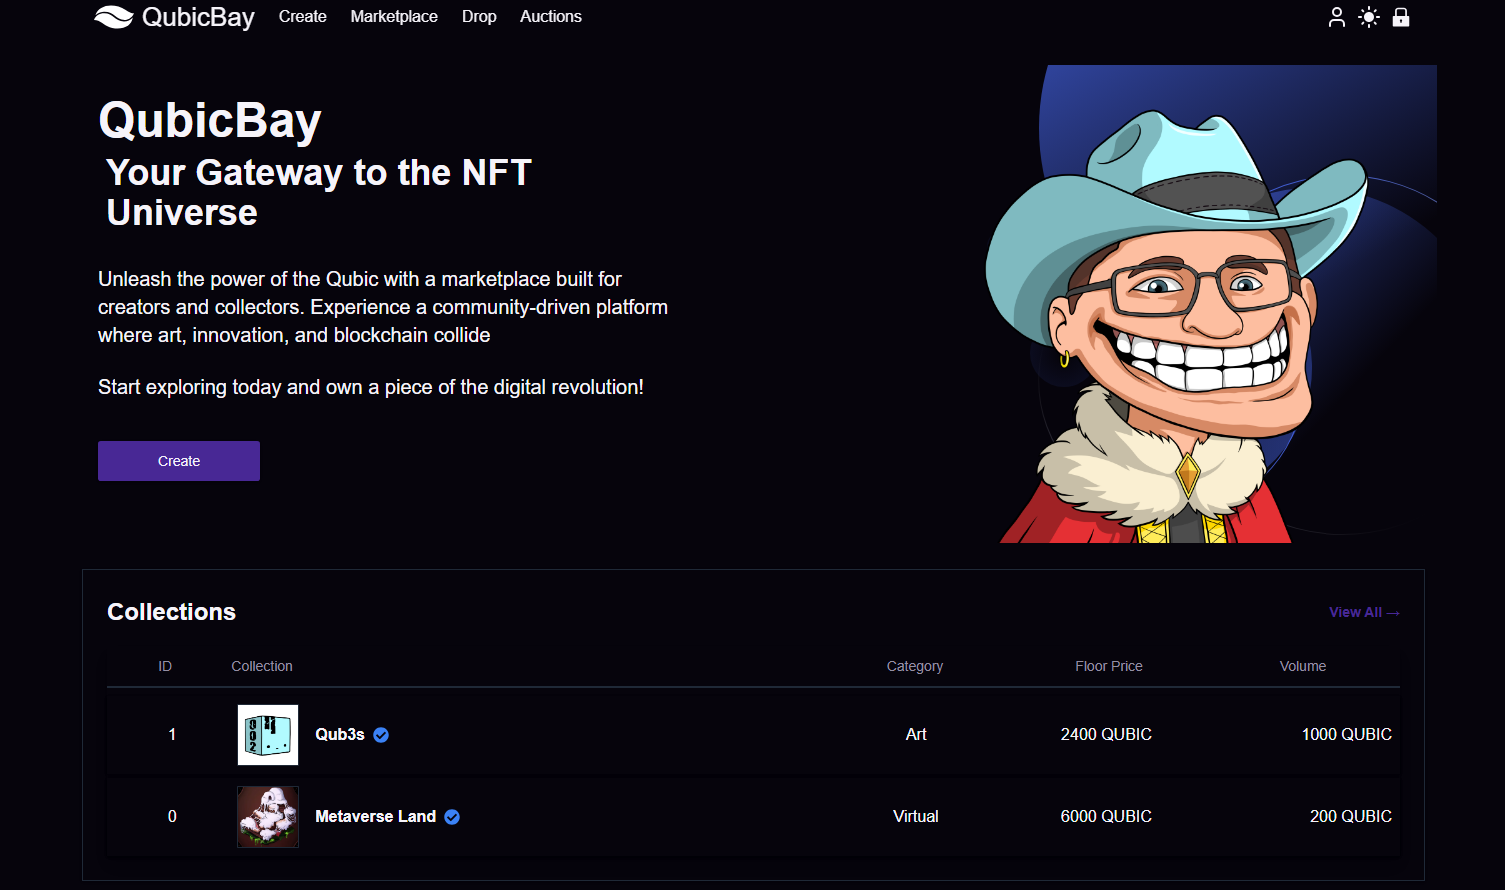 QubicBay Create Marketplace Drop Auctions
QubicBay
Your Gateway to the NFT
Universe
Unleash the power of the Qubic with a marketplace built for
creators and collectors. Experience a community-driven platform
where art, innovation, and blockchain collide
Start exploring today and own a piece of the digital revolution!
Create
Collections View All →
ID Collection Category Floor Price Volume
1 Qub3s Art 2400 QUBIC 1000 QUBIC
0 Metaverse Land Virtual 6000 QUBIC 200 QUBIC